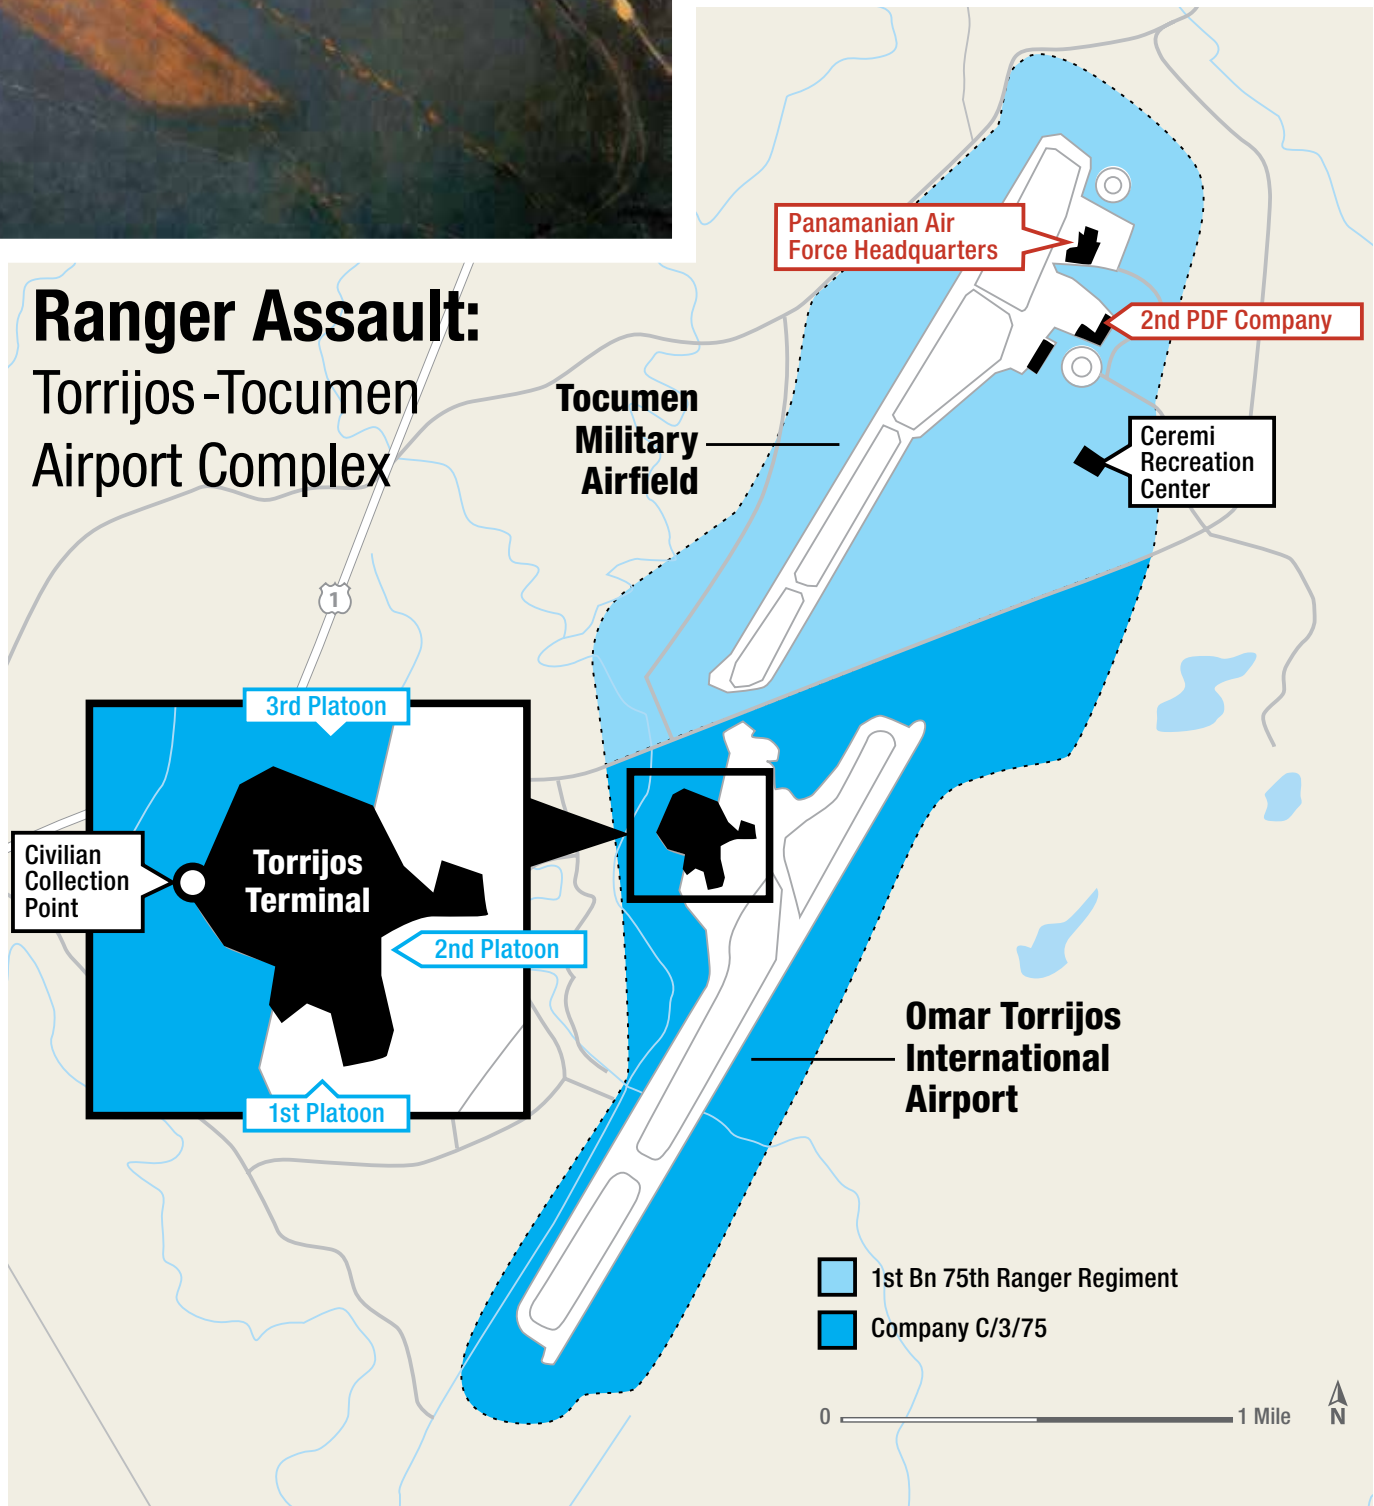 Ranger Assault:
Torrijos-Tocumen
Airport Complex
Panamanian Air
Force Headquarters
2nd PDF Company
Tocumen
Military
Airfield
Ceremi
Recreation
Center
1
3rd Platoon
Civilian
Collection
Point
Torrijos
Terminal
2nd Platoon
1st Platoon
Omar Torrijos
International
Airport
1st Bn 75th Ranger Regiment
Company C/3/75
0 1 Mile
N